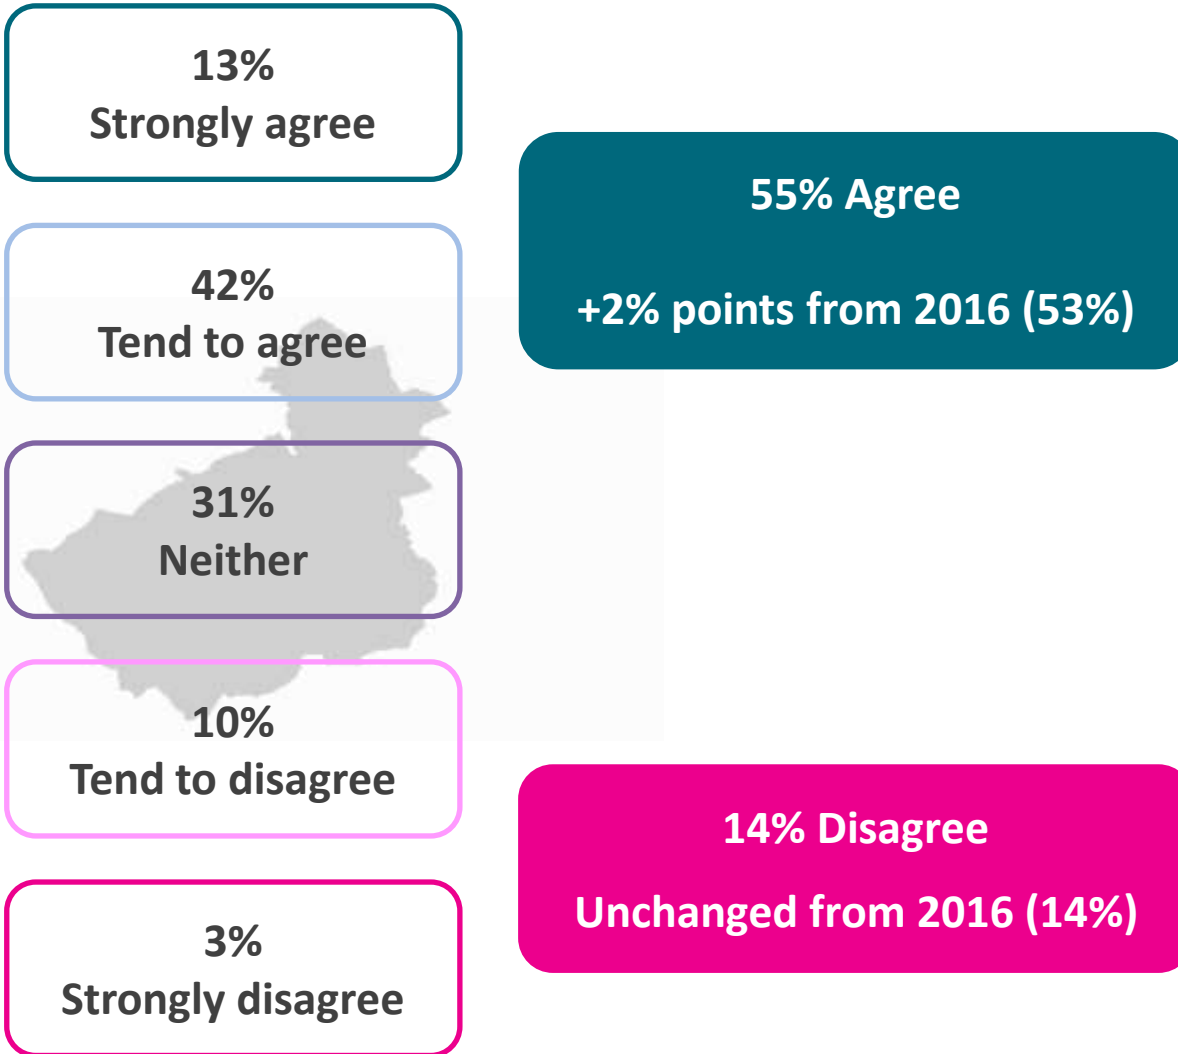 13%
Strongly agree
55% Agree
+2% points from 2016 (53%)
42%
Tend to agree
31%
Neither
10%
Tend to disagree
14% Disagree
Unchanged from 2016 (14%)
3%
Strongly disagree